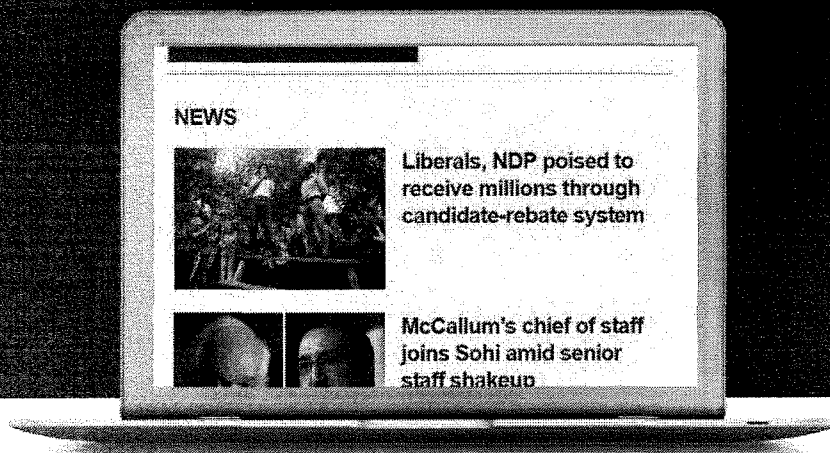 NEWS
Liberals, NDP poised to
receive millions through
candidate-rebate system
McCallum's chief of staff
joins Sohi amid senior
staff shakeup